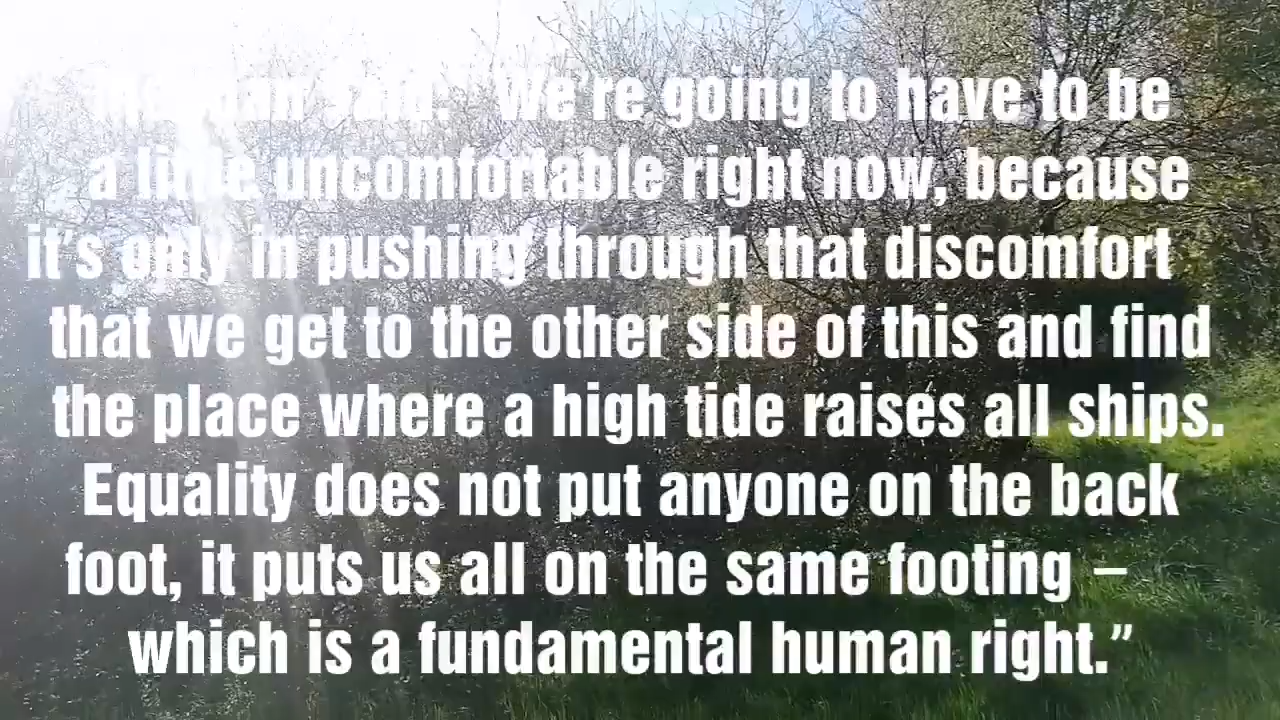 Meghan said: "We're going to have to be
a little uncomfortable right now, because
it's only in pushing through that discomfort
that we get to the other side of this and find
the place where a high tide raises all ships.
Equality does not put anyone on the back
foot, it puts us all on the same footing –
which is a fundamental human right.”